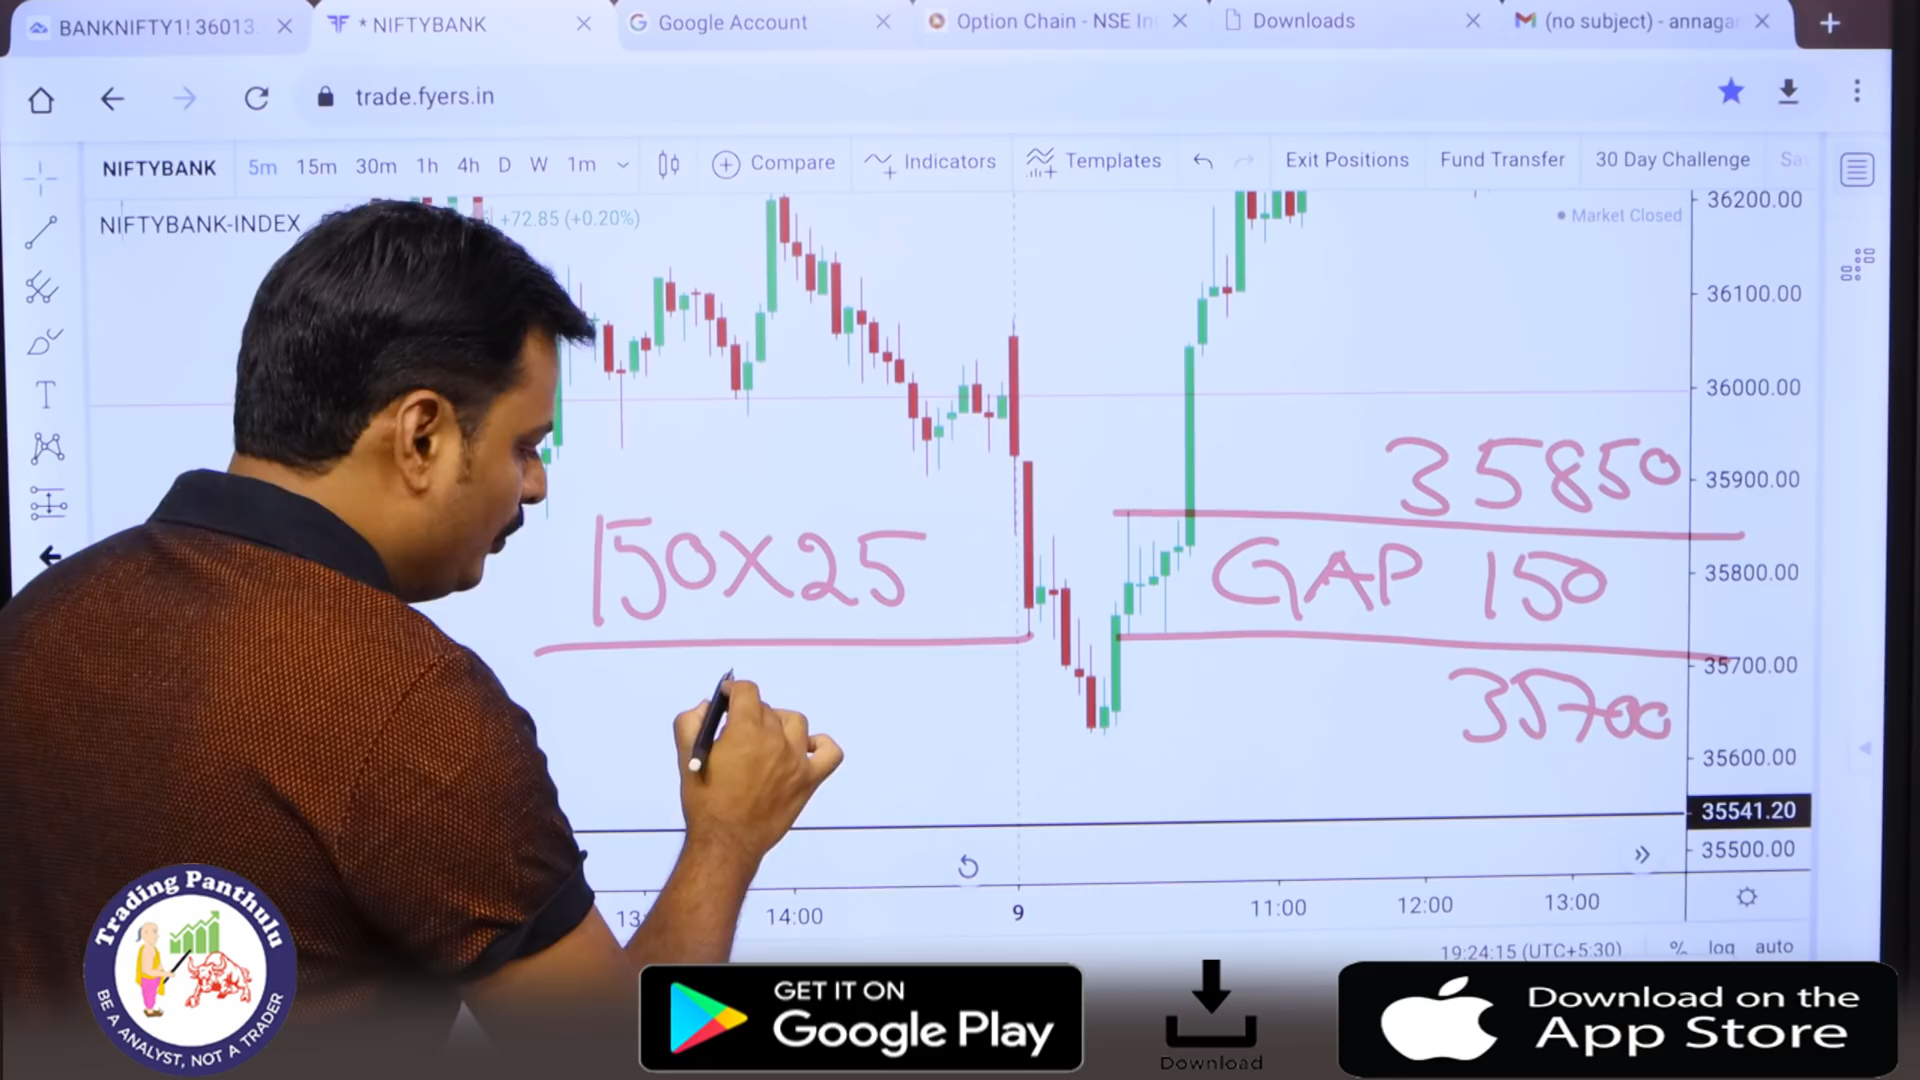 BANKNIFTY1! 36013.
* NIFTYBANK
Google Account
Option Chain - NSE In
Downloads
(no subject) - annaga
trade.fyers.in
NIFTYBANK 5m 15m 30m 1h 4h D W 1m Compare Indicators Templates Exit Positions Fund Transfer 30 Day Challenge Sa
NIFTYBANK-INDEX +72.85 (+0.20%)
Market Closed
36200.00
36100.00
36000.00
35900.00
35800.00
35700.00
35600.00
35541.20
35500.00
35850
150X25
GAP 150
35700
13:
14:00
9
11:00
12:00
13:00
19:24:15 (UTC+5:30) % log auto
Trading Panthulu
BE A ANALYST, NOT A TRADER
GET IT ON
Google Play
Download
Download on the
App Store